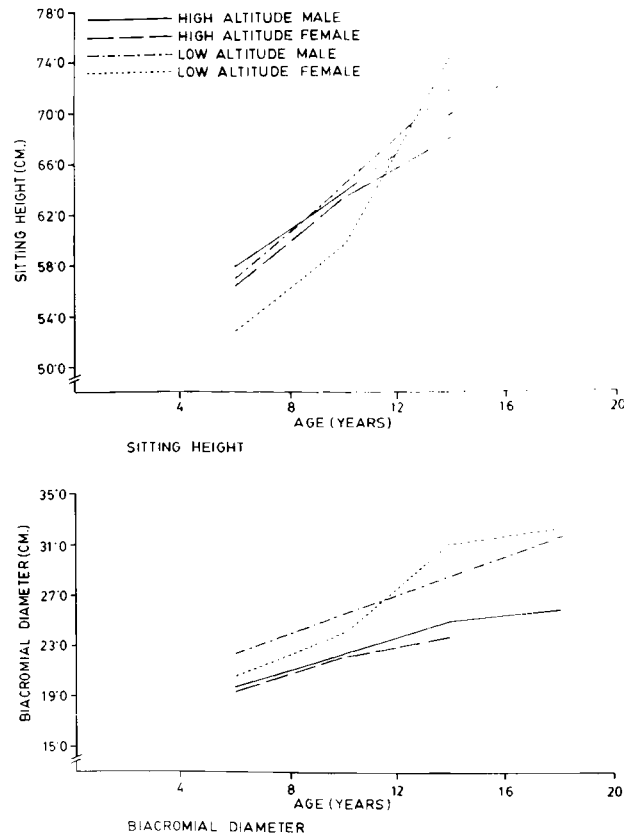 78'0
HIGH ALTITUDE MALE
HIGH ALTITUDE FEMALE
LOW ALTITUDE MALE
LOW ALTITUDE FEMALE
74'0
70'0
66'0
62'0
58'0
54'0
50'0
SITTING HEIGHT (CM.)
4 8 12 16 20
AGE (YEARS)
SITTING HEIGHT
35'0
31'0
27'0
23'0
19'0
15'0
BIACROMIAL DIAMETER (CM.)
4 8 12 16 20
AGE (YEARS)
BIACROMIAL DIAMETER